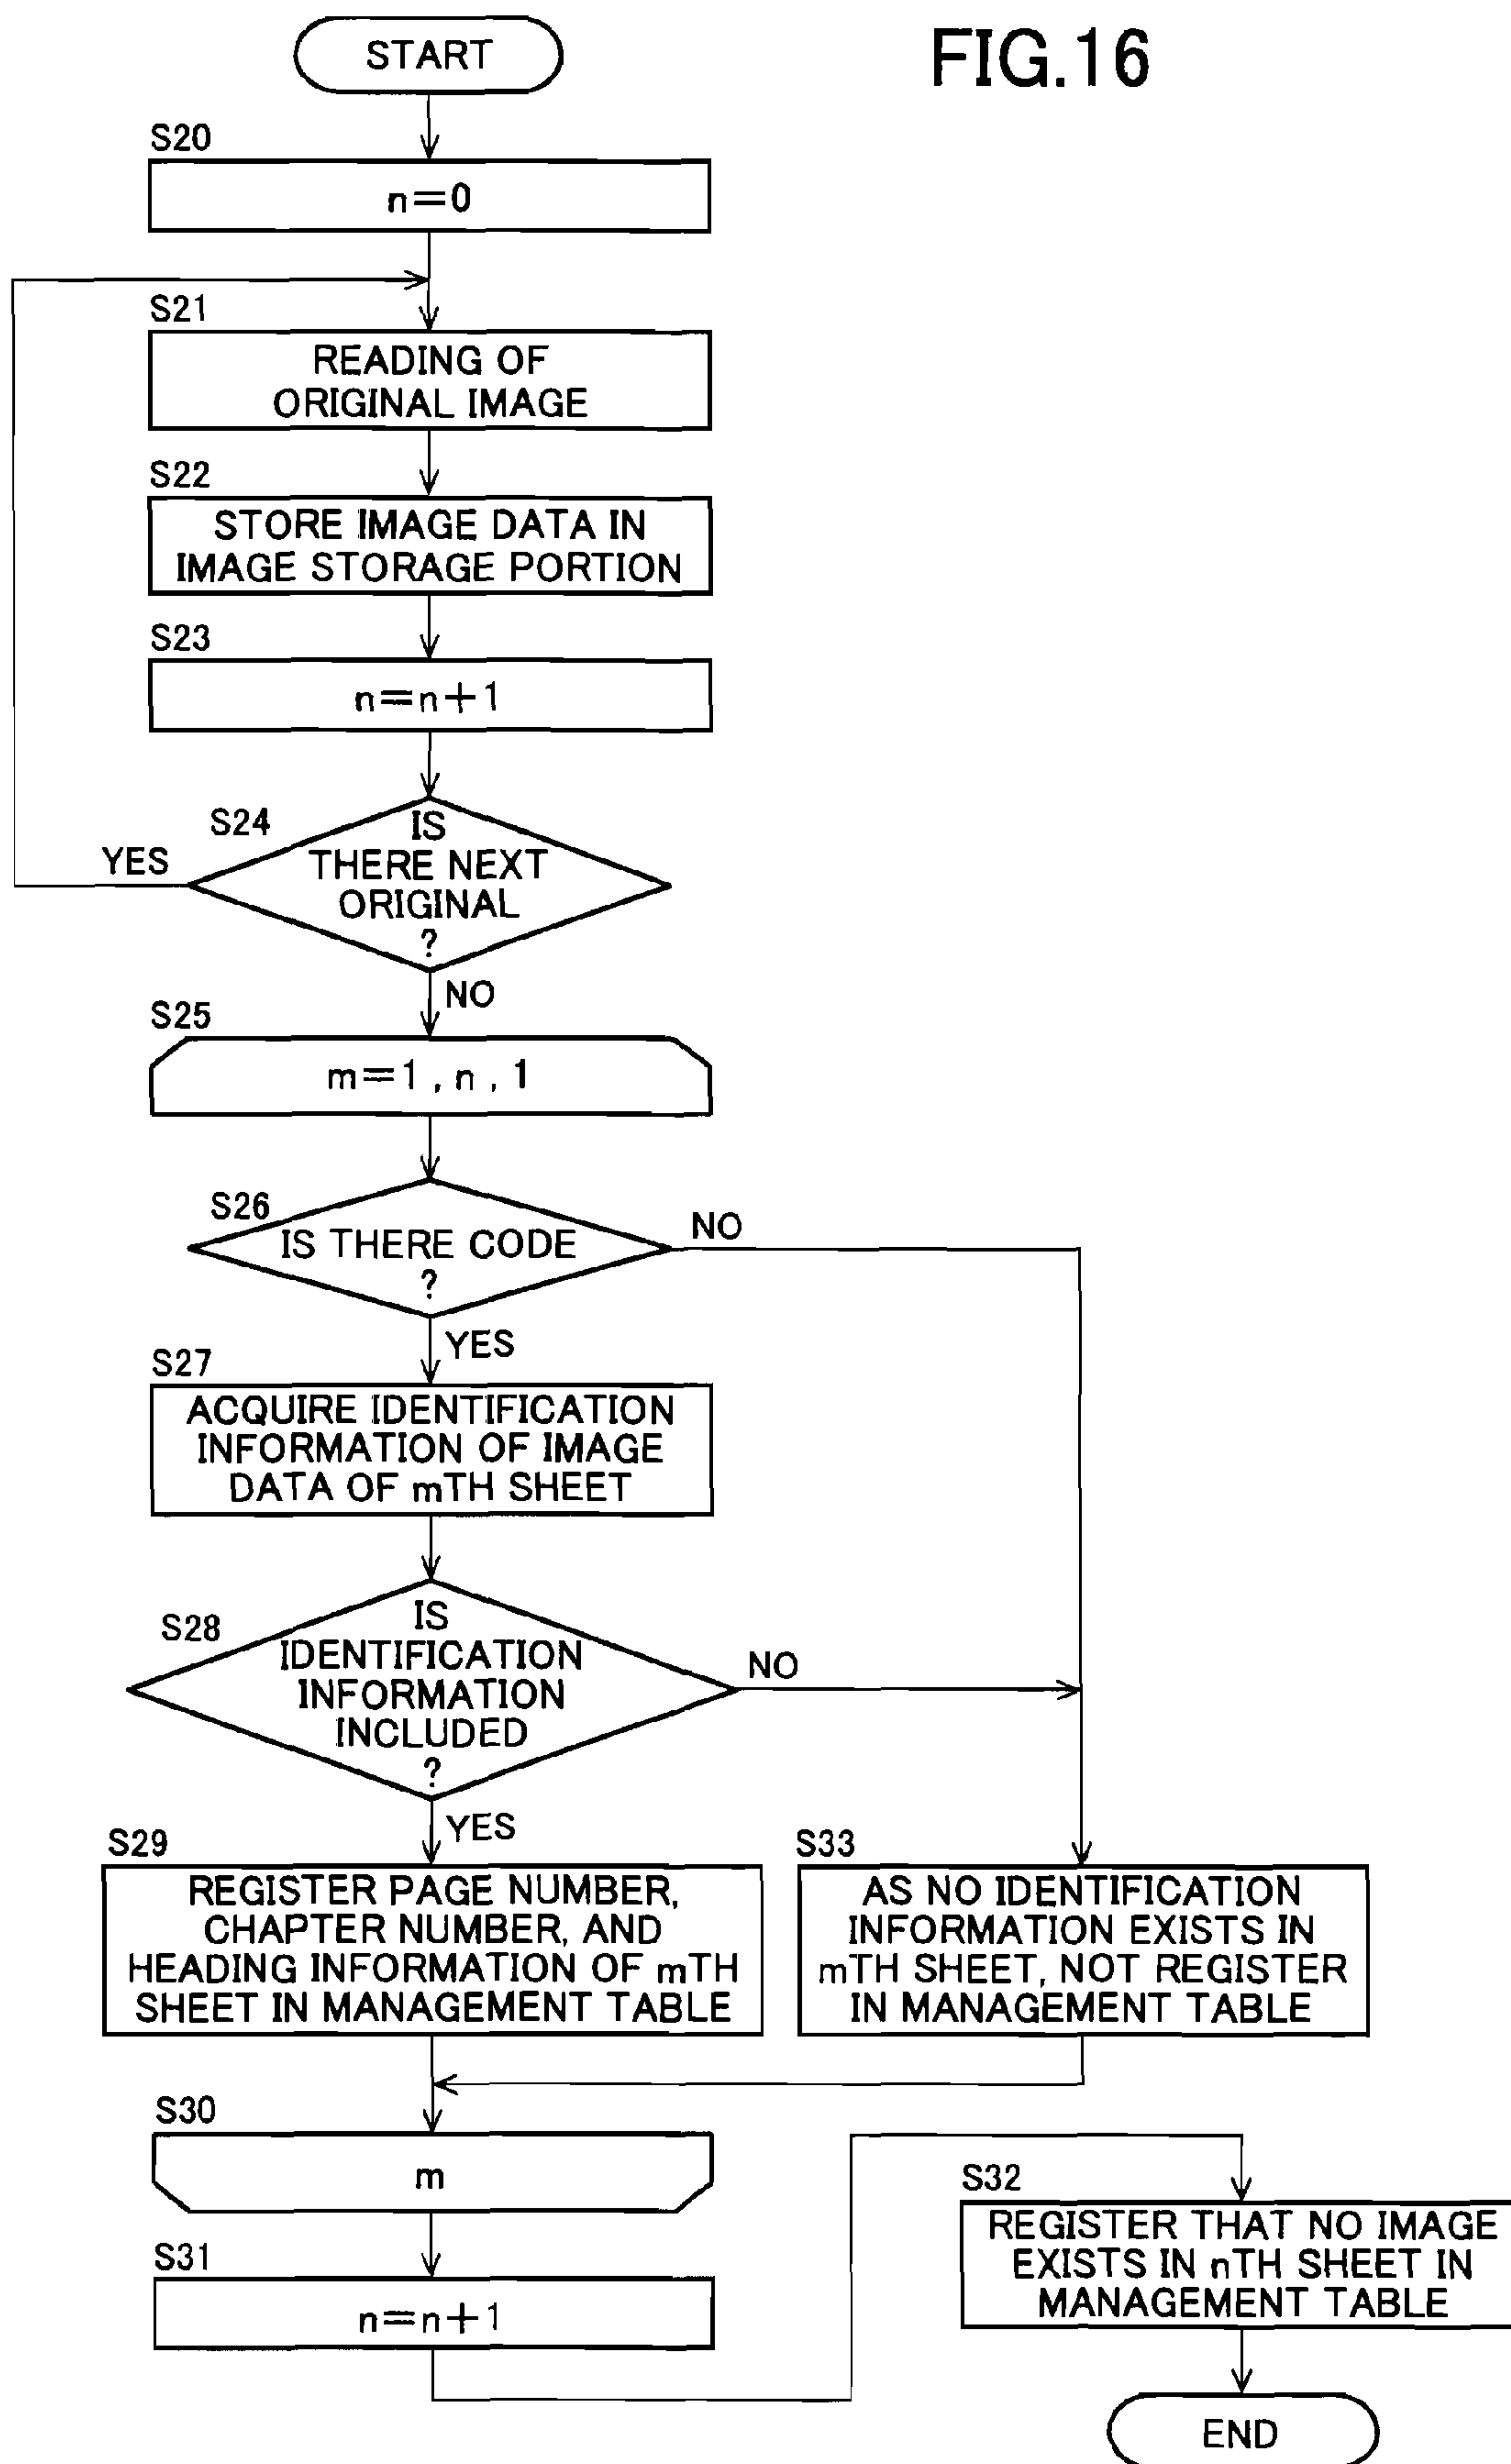 FIG.16
START
S20
n=0
S21
READING OF
ORIGINAL IMAGE
S22
STORE IMAGE DATA IN
IMAGE STORAGE PORTION
S23
n=n+1
S24
IS
THERE NEXT
ORIGINAL
?
YES
NO
S25
m=1 , n , 1
S26
IS THERE CODE
?
NO
YES
S27
ACQUIRE IDENTIFICATION
INFORMATION OF IMAGE
DATA OF mTH SHEET
S28
IS
IDENTIFICATION
INFORMATION
INCLUDED
?
NO
YES
S29
REGISTER PAGE NUMBER,
CHAPTER NUMBER, AND
HEADING INFORMATION OF mTH
SHEET IN MANAGEMENT TABLE
S33
AS NO IDENTIFICATION
INFORMATION EXISTS IN
mTH SHEET, NOT REGISTER
IN MANAGEMENT TABLE
S30
m
S31
n=n+1
S32
REGISTER THAT NO IMAGE
EXISTS IN nTH SHEET IN
MANAGEMENT TABLE
END